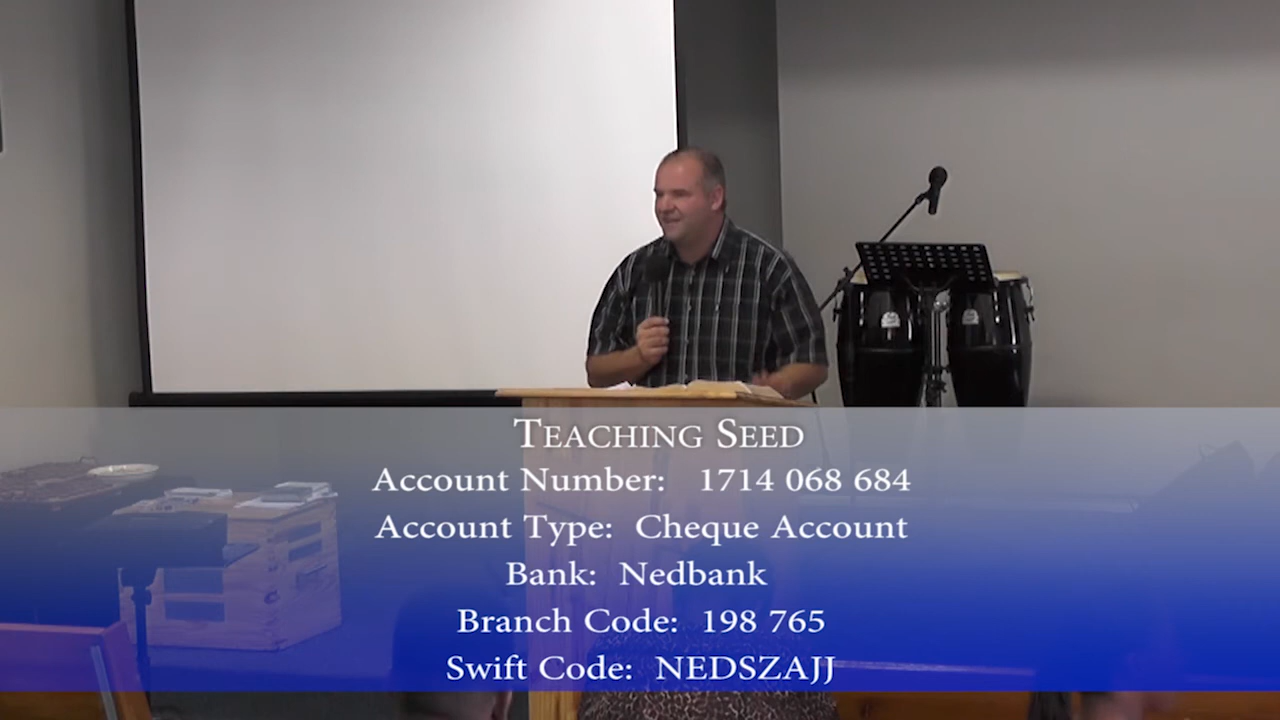 TEACHING SEED
Account Number: 1714 068 684
Account Type: Cheque Account
Bank: Nedbank
Branch Code: 198 765
Swift Code: NEDSZAJJ